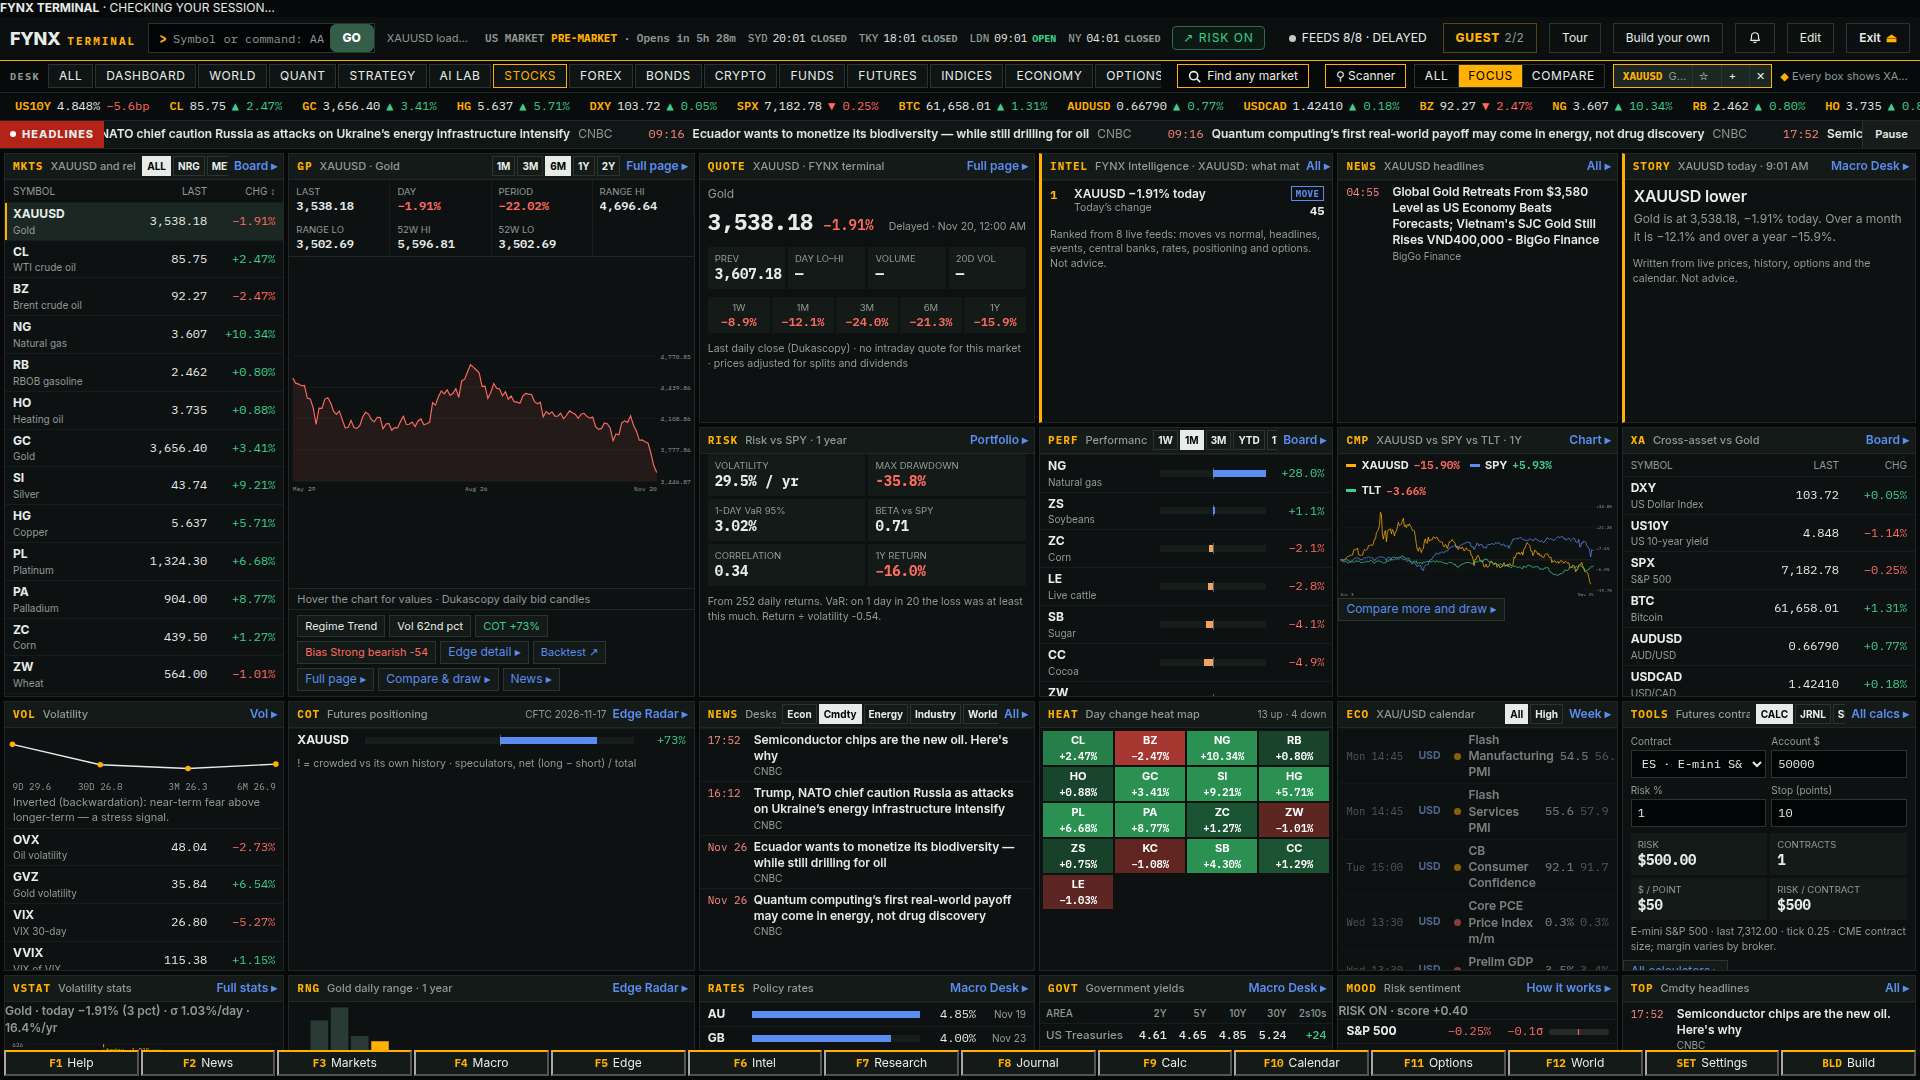 FYNX TERMINAL · CHECKING YOUR SESSION...
FYNX TERMINAL > Symbol or command: AA GO XAUUSD load... US MARKET PRE-MARKET · Opens in 5h 28m SYD 20:01 CLOSED TKY 18:01 CLOSED LDN 09:01 OPEN NY 04:01 CLOSED ↗ RISK ON ● FEEDS 8/8 · DELAYED GUEST 2/2 Tour Build your own Edit Exit
DESK ALL DASHBOARD WORLD QUANT STRATEGY AI LAB STOCKS FOREX BONDS CRYPTO FUNDS FUTURES INDICES ECONOMY OPTIONS Find any market Scanner ALL FOCUS COMPARE XAUUSD G... ☆ + ✕ ◆ Every box shows XA...
US10Y 4.848% −5.6bp CL 85.75 ▲ 2.47% GC 3,656.40 ▲ 3.41% HG 5.637 ▲ 5.71% DXY 103.72 ▲ 0.05% SPX 7,182.78 ▼ 0.25% BTC 61,658.01 ▲ 1.31% AUDUSD 0.66790 ▲ 0.77% USDCAD 1.42410 ▲ 0.18% BZ 92.27 ▼ 2.47% NG 3.607 ▲ 10.34% RB 2.462 ▲ 0.80% HO 3.735 ▲ 0.8
● HEADLINES NATO chief caution Russia as attacks on Ukraine's energy infrastructure intensify CNBC 09:16 Ecuador wants to monetize its biodiversity — while still drilling for oil CNBC 09:16 Quantum computing's first real-world payoff may come in energy, not drug discovery CNBC 17:52 Semic Pause
MKTS XAUUSD and rel ALL NRG ME Board ▸
SYMBOL LAST CHG ↕
XAUUSD 3,538.18 −1.91%
Gold
CL 85.75 +2.47%
WTI crude oil
BZ 92.27 −2.47%
Brent crude oil
NG 3.607 +10.34%
Natural gas
RB 2.462 +0.80%
RBOB gasoline
HO 3.735 +0.88%
Heating oil
GC 3,656.40 +3.41%
Gold
SI 43.74 +9.21%
Silver
HG 5.637 +5.71%
Copper
PL 1,324.30 +6.68%
Platinum
PA 904.00 +8.77%
Palladium
ZC 439.50 +1.27%
Corn
ZW 564.00 −1.01%
Wheat
GP XAUUSD · Gold 1M 3M 6M 1Y 2Y Full page ▸
LAST DAY PERIOD RANGE HI
3,538.18 −1.91% −22.02% 4,696.64
RANGE LO 52W HI 52W LO
3,502.69 5,596.81 3,502.69
May 29 Aug 26 Nov 20
Hover the chart for values · Dukascopy daily bid candles
Regime Trend Vol 62nd pct COT +73%
Bias Strong bearish -54 Edge detail ▸ Backtest ↗
Full page ▸ Compare & draw ▸ News ▸
QUOTE XAUUSD · FYNX terminal Full page ▸
Gold
3,538.18 −1.91% Delayed · Nov 20, 12:00 AM
PREV DAY LO–HI VOLUME 20D VOL
3,607.18 — — —
1W 1M 3M 6M 1Y
−8.9% −12.1% −24.0% −21.3% −15.9%
Last daily close (Dukascopy) · no intraday quote for this market
· prices adjusted for splits and dividends
INTEL FYNX Intelligence · XAUUSD: what mat All ▸
1 XAUUSD −1.91% today MOVE
Today's change 45
Ranked from 8 live feeds: moves vs normal, headlines,
events, central banks, rates, positioning and options.
Not advice.
NEWS XAUUSD headlines All ▸
04:55 Global Gold Retreats From $3,580
Level as US Economy Beats
Forecasts; Vietnam's SJC Gold Still
Rises VND400,000 - BigGo Finance
BigGo Finance
STORY XAUUSD today · 9:01 AM Macro Desk ▸
XAUUSD lower
Gold is at 3,538.18, −1.91% today. Over a month
it is −12.1% and over a year −15.9%.
Written from live prices, history, options and the
calendar. Not advice.
RISK Risk vs SPY · 1 year Portfolio ▸
VOLATILITY MAX DRAWDOWN
29.5% / yr -35.8%
1-DAY VaR 95% BETA vs SPY
3.02% 0.71
CORRELATION 1Y RETURN
0.34 −16.0%
From 252 daily returns. VaR: on 1 day in 20 the loss was at least
this much. Return ÷ volatility -0.54.
PERF Performanc 1W 1M 3M YTD 1 Board ▸
NG +28.0%
Natural gas
ZS +1.1%
Soybeans
ZC −2.1%
Corn
LE −2.8%
Live cattle
SB −4.1%
Sugar
CC −4.9%
Cocoa
ZW
CMP XAUUSD vs SPY vs TLT · 1Y Chart ▸
XAUUSD −15.90% SPY +5.93%
TLT −3.66%
Compare more and draw ▸
XA Cross-asset vs Gold Board ▸
SYMBOL LAST CHG
DXY 103.72 +0.05%
US Dollar Index
US10Y 4.848 −1.14%
US 10-year yield
SPX 7,182.78 −0.25%
S&P 500
BTC 61,658.01 +1.31%
Bitcoin
AUDUSD 0.66790 +0.77%
AUD/USD
USDCAD 1.42410 +0.18%
USD/CAD
VOL Volatility Vol ▸
9D 29.6 30D 26.8 3M 26.3 6M 26.9
Inverted (backwardation): near-term fear above
longer-term — a stress signal.
OVX 48.04 −2.73%
Oil volatility
GVZ 35.84 +6.54%
Gold volatility
VIX 26.80 −5.27%
VIX 30-day
VVIX 115.38 +1.15%
VIX of VIX
COT Futures positioning CFTC 2026-11-17 Edge Radar ▸
XAUUSD +73%
! = crowded vs its own history · speculators, net (long − short) / total
NEWS Desks Econ Cmdty Energy Industry World All ▸
17:52 Semiconductor chips are the new oil. Here's
why
CNBC
16:12 Trump, NATO chief caution Russia as attacks
on Ukraine's energy infrastructure intensify
CNBC
Nov 26 Ecuador wants to monetize its biodiversity —
while still drilling for oil
CNBC
Nov 26 Quantum computing's first real-world payoff
may come in energy, not drug discovery
CNBC
HEAT Day change heat map 13 up · 4 down
CL BZ NG RB
+2.47% −2.47% +10.34% +0.80%
HO GC SI HG
+0.88% +3.41% +9.21% +5.71%
PL PA ZC ZW
+6.68% +8.77% +1.27% −1.01%
ZS KC SB CC
+0.75% −1.08% +4.30% +1.29%
LE
−1.03%
ECO XAU/USD calendar All High Week ▸
Flash
Mon 14:45 USD Manufacturing 54.5 56.
PMI
Flash
Mon 14:45 USD Services 55.6 57.9
PMI
CB
Tue 15:00 USD Consumer 92.1 91.7
Confidence
Core PCE
Wed 13:30 USD Price Index 0.3% 0.3%
m/m
Prelim GDP
Wed 13:30 USD 3.5% 3.4%
TOOLS Futures contra CALC JRNL S All calcs ▸
Contract Account $
ES · E-mini S& 50000
Risk % Stop (points)
1 10
RISK CONTRACTS
$500.00 1
$ / POINT RISK / CONTRACT
$50 $500
E-mini S&P 500 · last 7,312.00 · tick 0.25 · CME contract
size; margin varies by broker.
All calculators ▸
VSTAT Volatility stats Full stats ▸
Gold · today −1.91% (3 pct) · σ 1.03%/day ·
16.4%/yr
RNG Gold daily range · 1 year Edge Radar ▸
RATES Policy rates Macro Desk ▸
AU 4.85% Nov 19
GB 4.00% Nov 23
GOVT Government yields Macro Desk ▸
AREA 2Y 5Y 10Y 30Y 2s10s
US Treasuries 4.61 4.65 4.85 5.24 +24
MOOD Risk sentiment How it works ▸
RISK ON · score +0.40
S&P 500 −0.25% −0.1σ
TOP Cmdty headlines All ▸
17:52 Semiconductor chips are the new oil.
Here's why
CNBC
F1 Help F2 News F3 Markets F4 Macro F5 Edge F6 Intel F7 Research F8 Journal F9 Calc F10 Calendar F11 Options F12 World SET Settings BLD Build